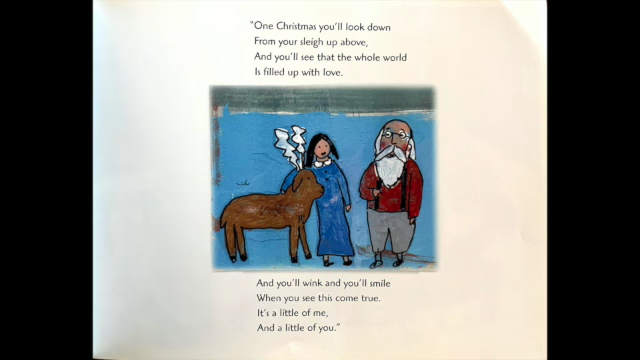 "One Christmas you'll look down
From your sleigh up above,
And you'll see that the whole world
Is filled up with love.
And you'll wink and you'll smile
When you see this come true.
It's a little of me,
And a little of you."